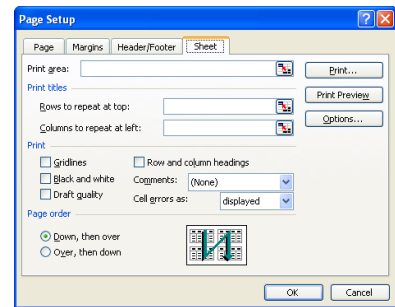 Page Setup
Page Margins Header/Footer Sheet
Print area:
Print...
Print titles
Print Preview
Rows to repeat at top:
Options...
Columns to repeat at left:
Print
Gridlines Row and column headings
Black and white Comments: (None)
Draft quality Cell errors as: displayed
Page order
Down, then over
Over, then down
OK Cancel